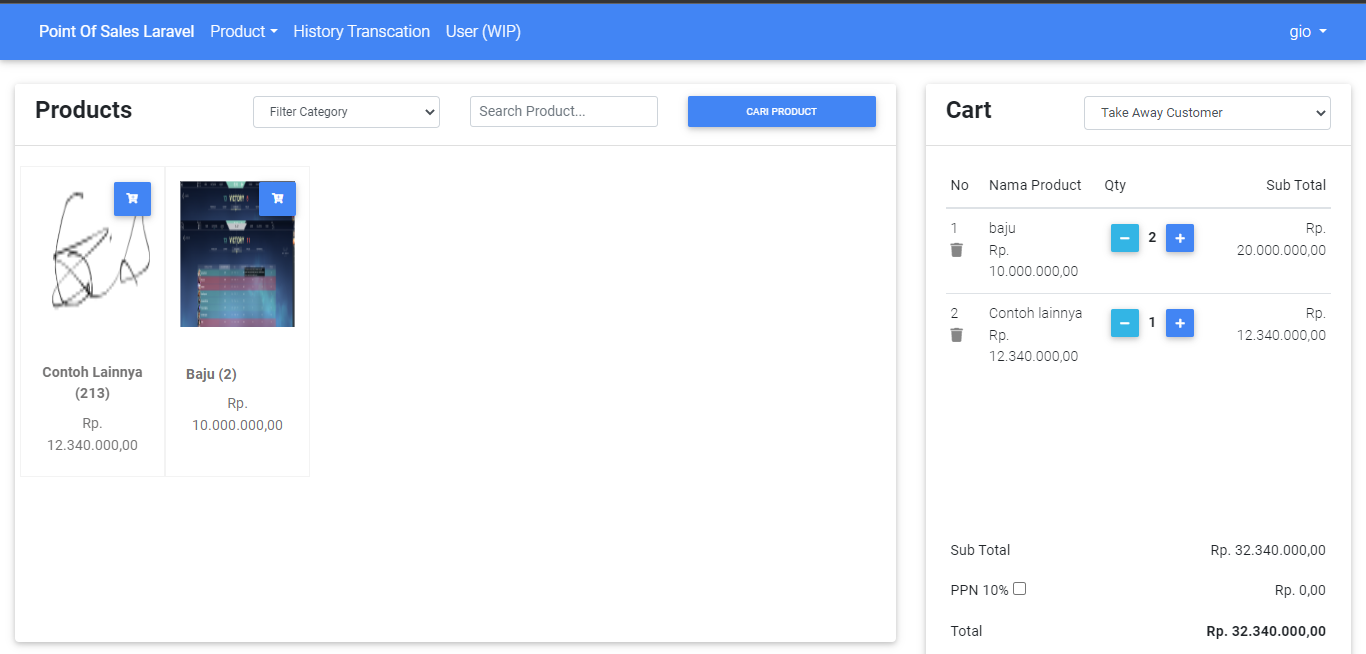 Point Of Sales Laravel Product History Transcation User (WIP) gio
Products Filter Category Search Product... CARI PRODUCT
Contoh Lainnya
(213)
Rp.
12.340.000,00
VICTORY
VICTORY
Baju (2)
Rp.
10.000.000,00
Cart Take Away Customer
No Nama Product Qty Sub Total
1 baju − 2 + Rp.
Rp. 20.000.000,00
10.000.000,00
2 Contoh lainnya − 1 + Rp.
Rp. 12.340.000,00
12.340.000,00
Sub Total Rp. 32.340.000,00
PPN 10% Rp. 0,00
Total Rp. 32.340.000,00